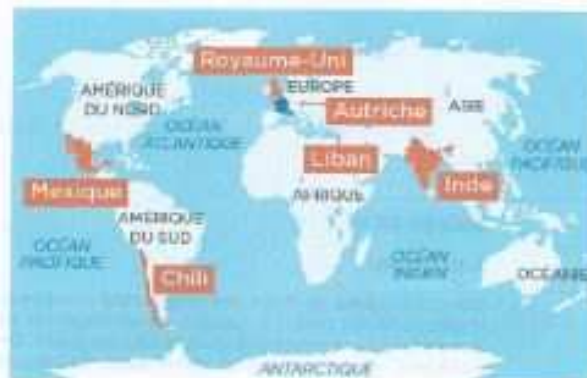 Royaume-Uni
EUROPE
AMÉRIQUE
DU NORD
Autriche
ASIE
OCÉAN
ATLANTIQUE
OCÉAN
PACIFIQUE
Liban
Mexique
AFRIQUE
Inde
AMÉRIQUE
DU SUD
OCÉAN
PACIFIQUE
OCÉAN
INDIEN
OCÉANIE
Chili
ANTARCTIQUE